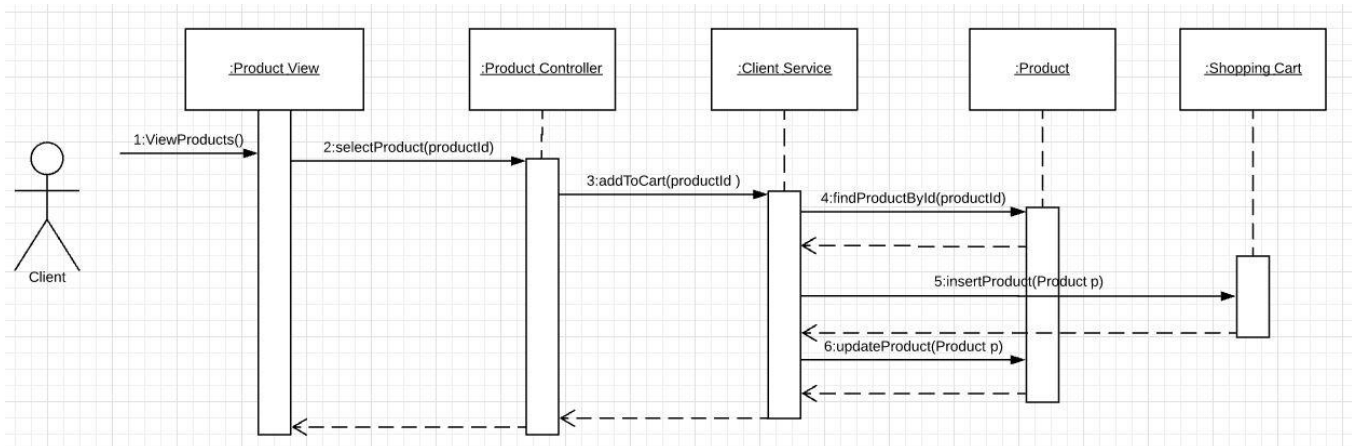 :Product View
:Product Controller
:Client Service
:Product
:Shopping Cart
1:ViewProducts()
2:selectProduct(productId)
3:addToCart(productId )
4:findProductById(productId)
Client
5:insertProduct(Product p)
6:updateProduct(Product p)